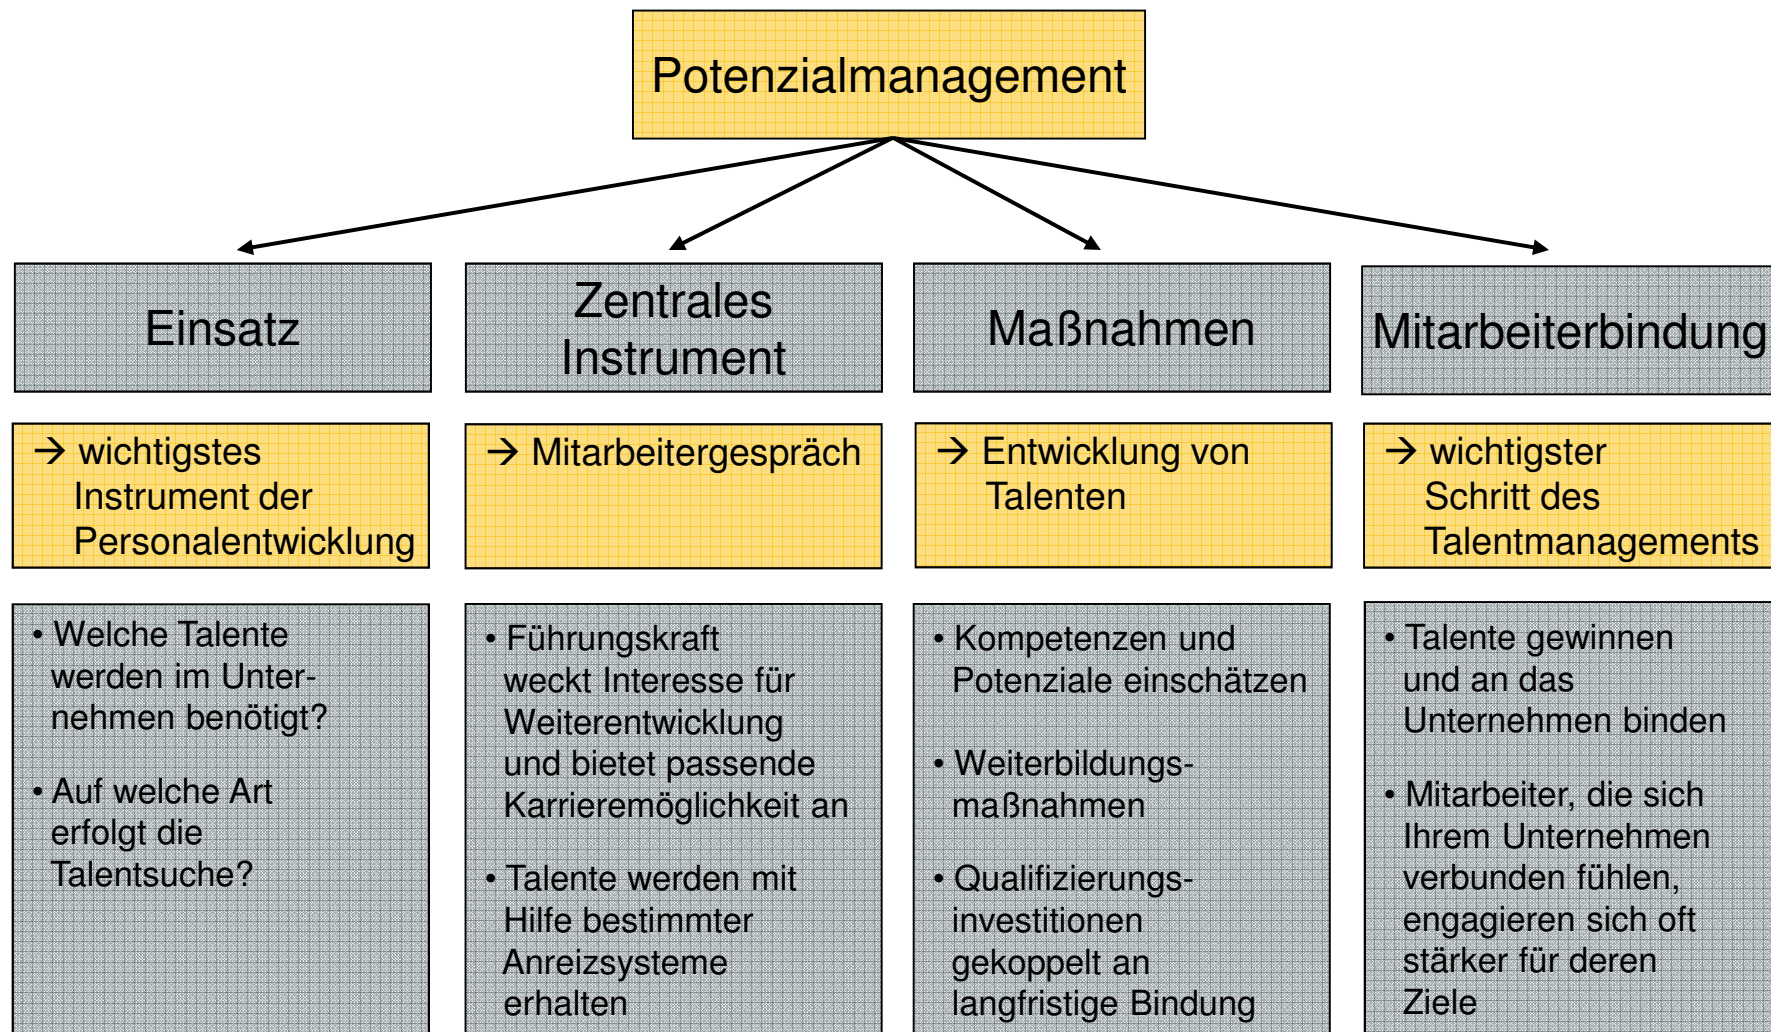 Potenzialmanagement
Einsatz
→ wichtigstes
Instrument der
Personalentwicklung
• Welche Talente
werden im Unter-
nehmen benötigt?
• Auf welche Art
erfolgt die
Talentsuche?
Zentrales
Instrument
→ Mitarbeitergespräch
• Führungskraft
weckt Interesse für
Weiterentwicklung
und bietet passende
Karrieremöglichkeit an
• Talente werden mit
Hilfe bestimmter
Anreizsysteme
erhalten
Maßnahmen
→ Entwicklung von
Talenten
• Kompetenzen und
Potenziale einschätzen
• Weiterbildungs-
maßnahmen
• Qualifizierungs-
investitionen
gekoppelt an
langfristige Bindung
Mitarbeiterbindung
→ wichtigster
Schritt des
Talentmanagements
• Talente gewinnen
und an das
Unternehmen binden
• Mitarbeiter, die sich
Ihrem Unternehmen
verbunden fühlen,
engagieren sich oft
stärker für deren
Ziele